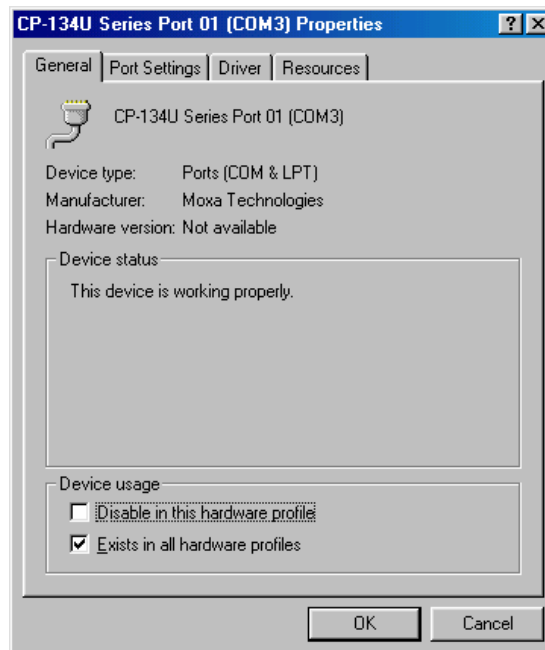 CP-134U Series Port 01 (COM3) Properties
General Port Settings Driver Resources
CP-134U Series Port 01 (COM3)
Device type: Ports (COM & LPT)
Manufacturer: Moxa Technologies
Hardware version: Not available
Device status
This device is working properly.
Device usage
Disable in this hardware profile
Exists in all hardware profiles
OK Cancel